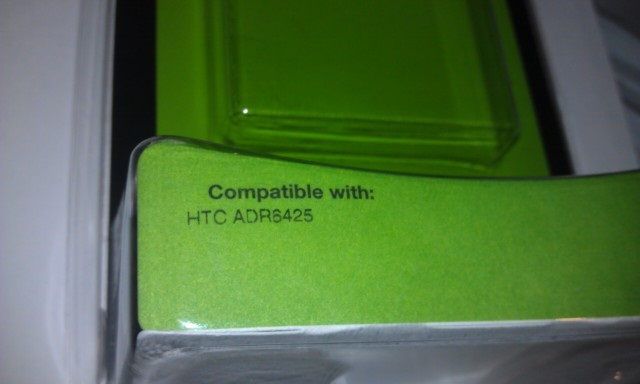 Compatible with:
HTC ADR6425